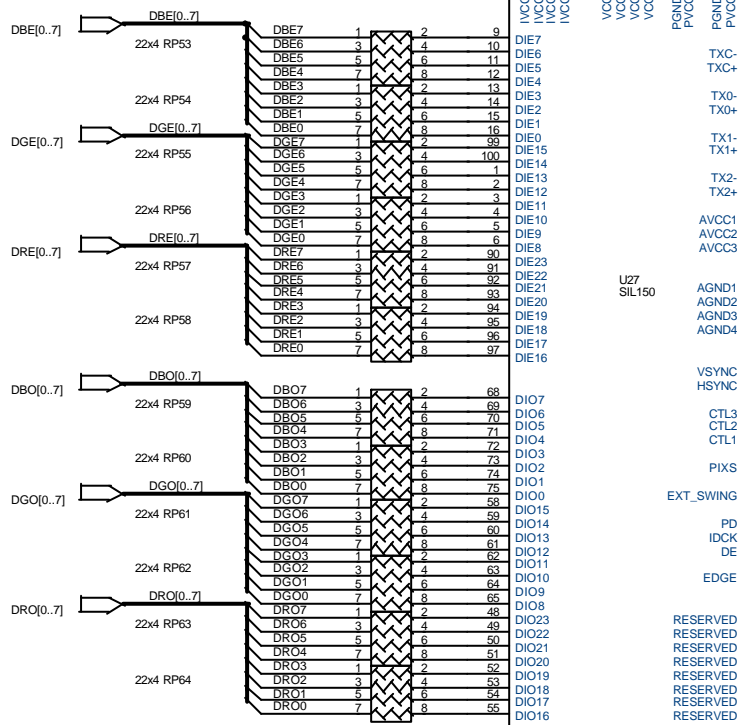 IVCC IVCC IVCC VCC VCC VCC VCC PGND PVCC PGND PVCC
DBE[0..7]
DBE[0..7]
22x4 RP53
22x4 RP54
DBE7 1 2 9 DIE7
DBE6 3 4 10 DIE6 TXC-
DBE5 5 6 11 DIE5 TXC+
DBE4 7 8 12 DIE4
DBE3 1 2 13 DIE3 TX0-
DBE2 3 4 14 DIE2 TX0+
DBE1 5 6 15 DIE1
DBE0 7 8 16 DIE0 TX1-
DGE[0..7]
DGE[0..7]
22x4 RP55
22x4 RP56
DGE7 1 2 99 DIE15 TX1+
DGE6 3 4 100 DIE14
DGE5 5 6 1 DIE13 TX2-
DGE4 7 8 2 DIE12 TX2+
DGE3 1 2 3 DIE11
DGE2 3 4 4 DIE10 AVCC1
DGE1 5 6 5 DIE9 AVCC2
DGE0 7 8 6 DIE8 AVCC3
DRE[0..7]
DRE[0..7]
22x4 RP57
22x4 RP58
DRE7 1 2 90 DIE23
DRE6 3 4 91 DIE22
U27
SIL150
DRE5 5 6 92 DIE21 AGND1
DRE4 7 8 93 DIE20 AGND2
DRE3 1 2 94 DIE19 AGND3
DRE2 3 4 95 DIE18 AGND4
DRE1 5 6 96 DIE17
DRE0 7 8 97 DIE16
VSYNC
HSYNC
DBO[0..7]
DBO[0..7]
22x4 RP59
22x4 RP60
DBO7 1 2 68 DIO7
DBO6 3 4 69 DIO6 CTL3
DBO5 5 6 70 DIO5 CTL2
DBO4 7 8 71 DIO4 CTL1
DBO3 1 2 72 DIO3
DBO2 3 4 73 DIO2 PIXS
DBO1 5 6 74 DIO1
DBO0 7 8 75 DIO0 EXT_SWING
DGO[0..7]
DGO[0..7]
22x4 RP61
22x4 RP62
DGO7 1 2 58 DIO15
DGO6 3 4 59 DIO14 PD
DGO5 5 6 60 DIO13 IDCK
DGO4 7 8 61 DIO12 DE
DGO3 1 2 62 DIO11
DGO2 3 4 63 DIO10 EDGE
DGO1 5 6 64 DIO9
DGO0 7 8 65 DIO8
DRO[0..7]
DRO[0..7]
22x4 RP63
22x4 RP64
DRO7 1 2 48 DIO23 RESERVED
DRO6 3 4 49 DIO22 RESERVED
DRO5 5 6 50 DIO21 RESERVED
DRO4 7 8 51 DIO20 RESERVED
DRO3 1 2 52 DIO19 RESERVED
DRO2 3 4 53 DIO18 RESERVED
DRO1 5 6 54 DIO17 RESERVED
DRO0 7 8 55 DIO16 RESERVED